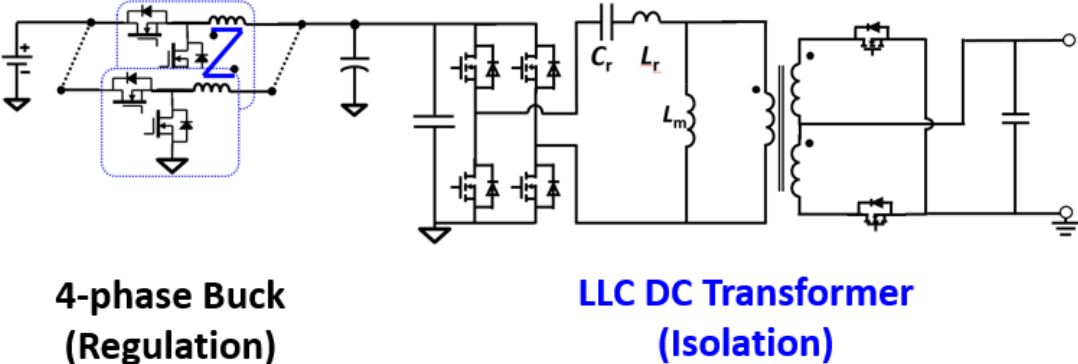 +
-
Z
Cr Lr
Lm
4-phase Buck LLC DC Transformer
(Regulation) (Isolation)